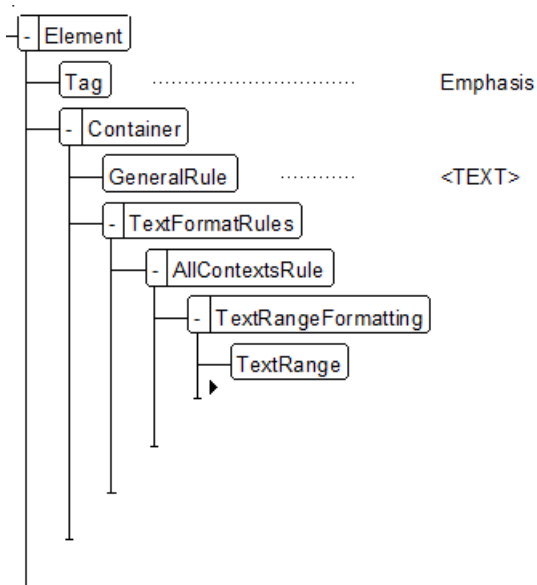 - Element
Tag Emphasis
- Container
GeneralRule <TEXT>
- TextFormatRules
- AllContextsRule
- TextRangeFormatting
TextRange